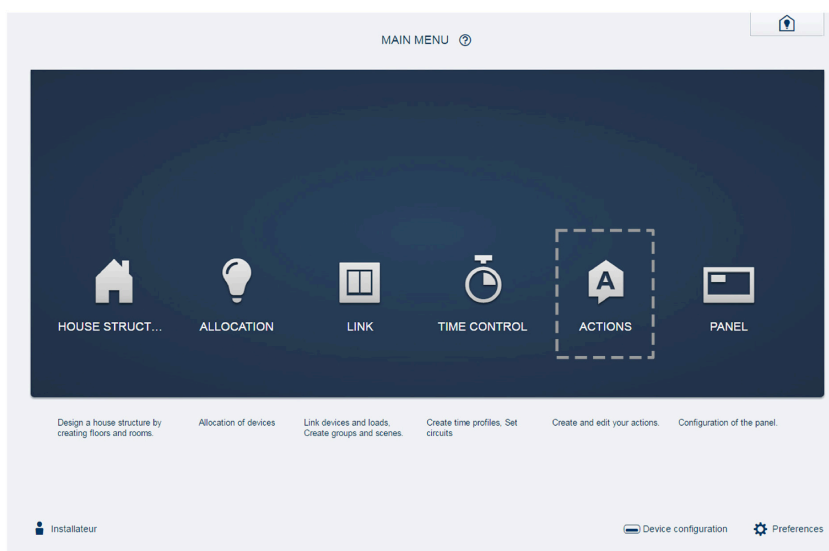 MAIN MENU ?
HOUSE STRUCT...
ALLOCATION
LINK
TIME CONTROL
A
ACTIONS
PANEL
Design a house structure by
creating floors and rooms.
Allocation of devices
Link devices and loads,
Create groups and scenes.
Create time profiles, Set
circuits
Create and edit your actions.
Configuration of the panel.
Installateur
Device configuration
Preferences